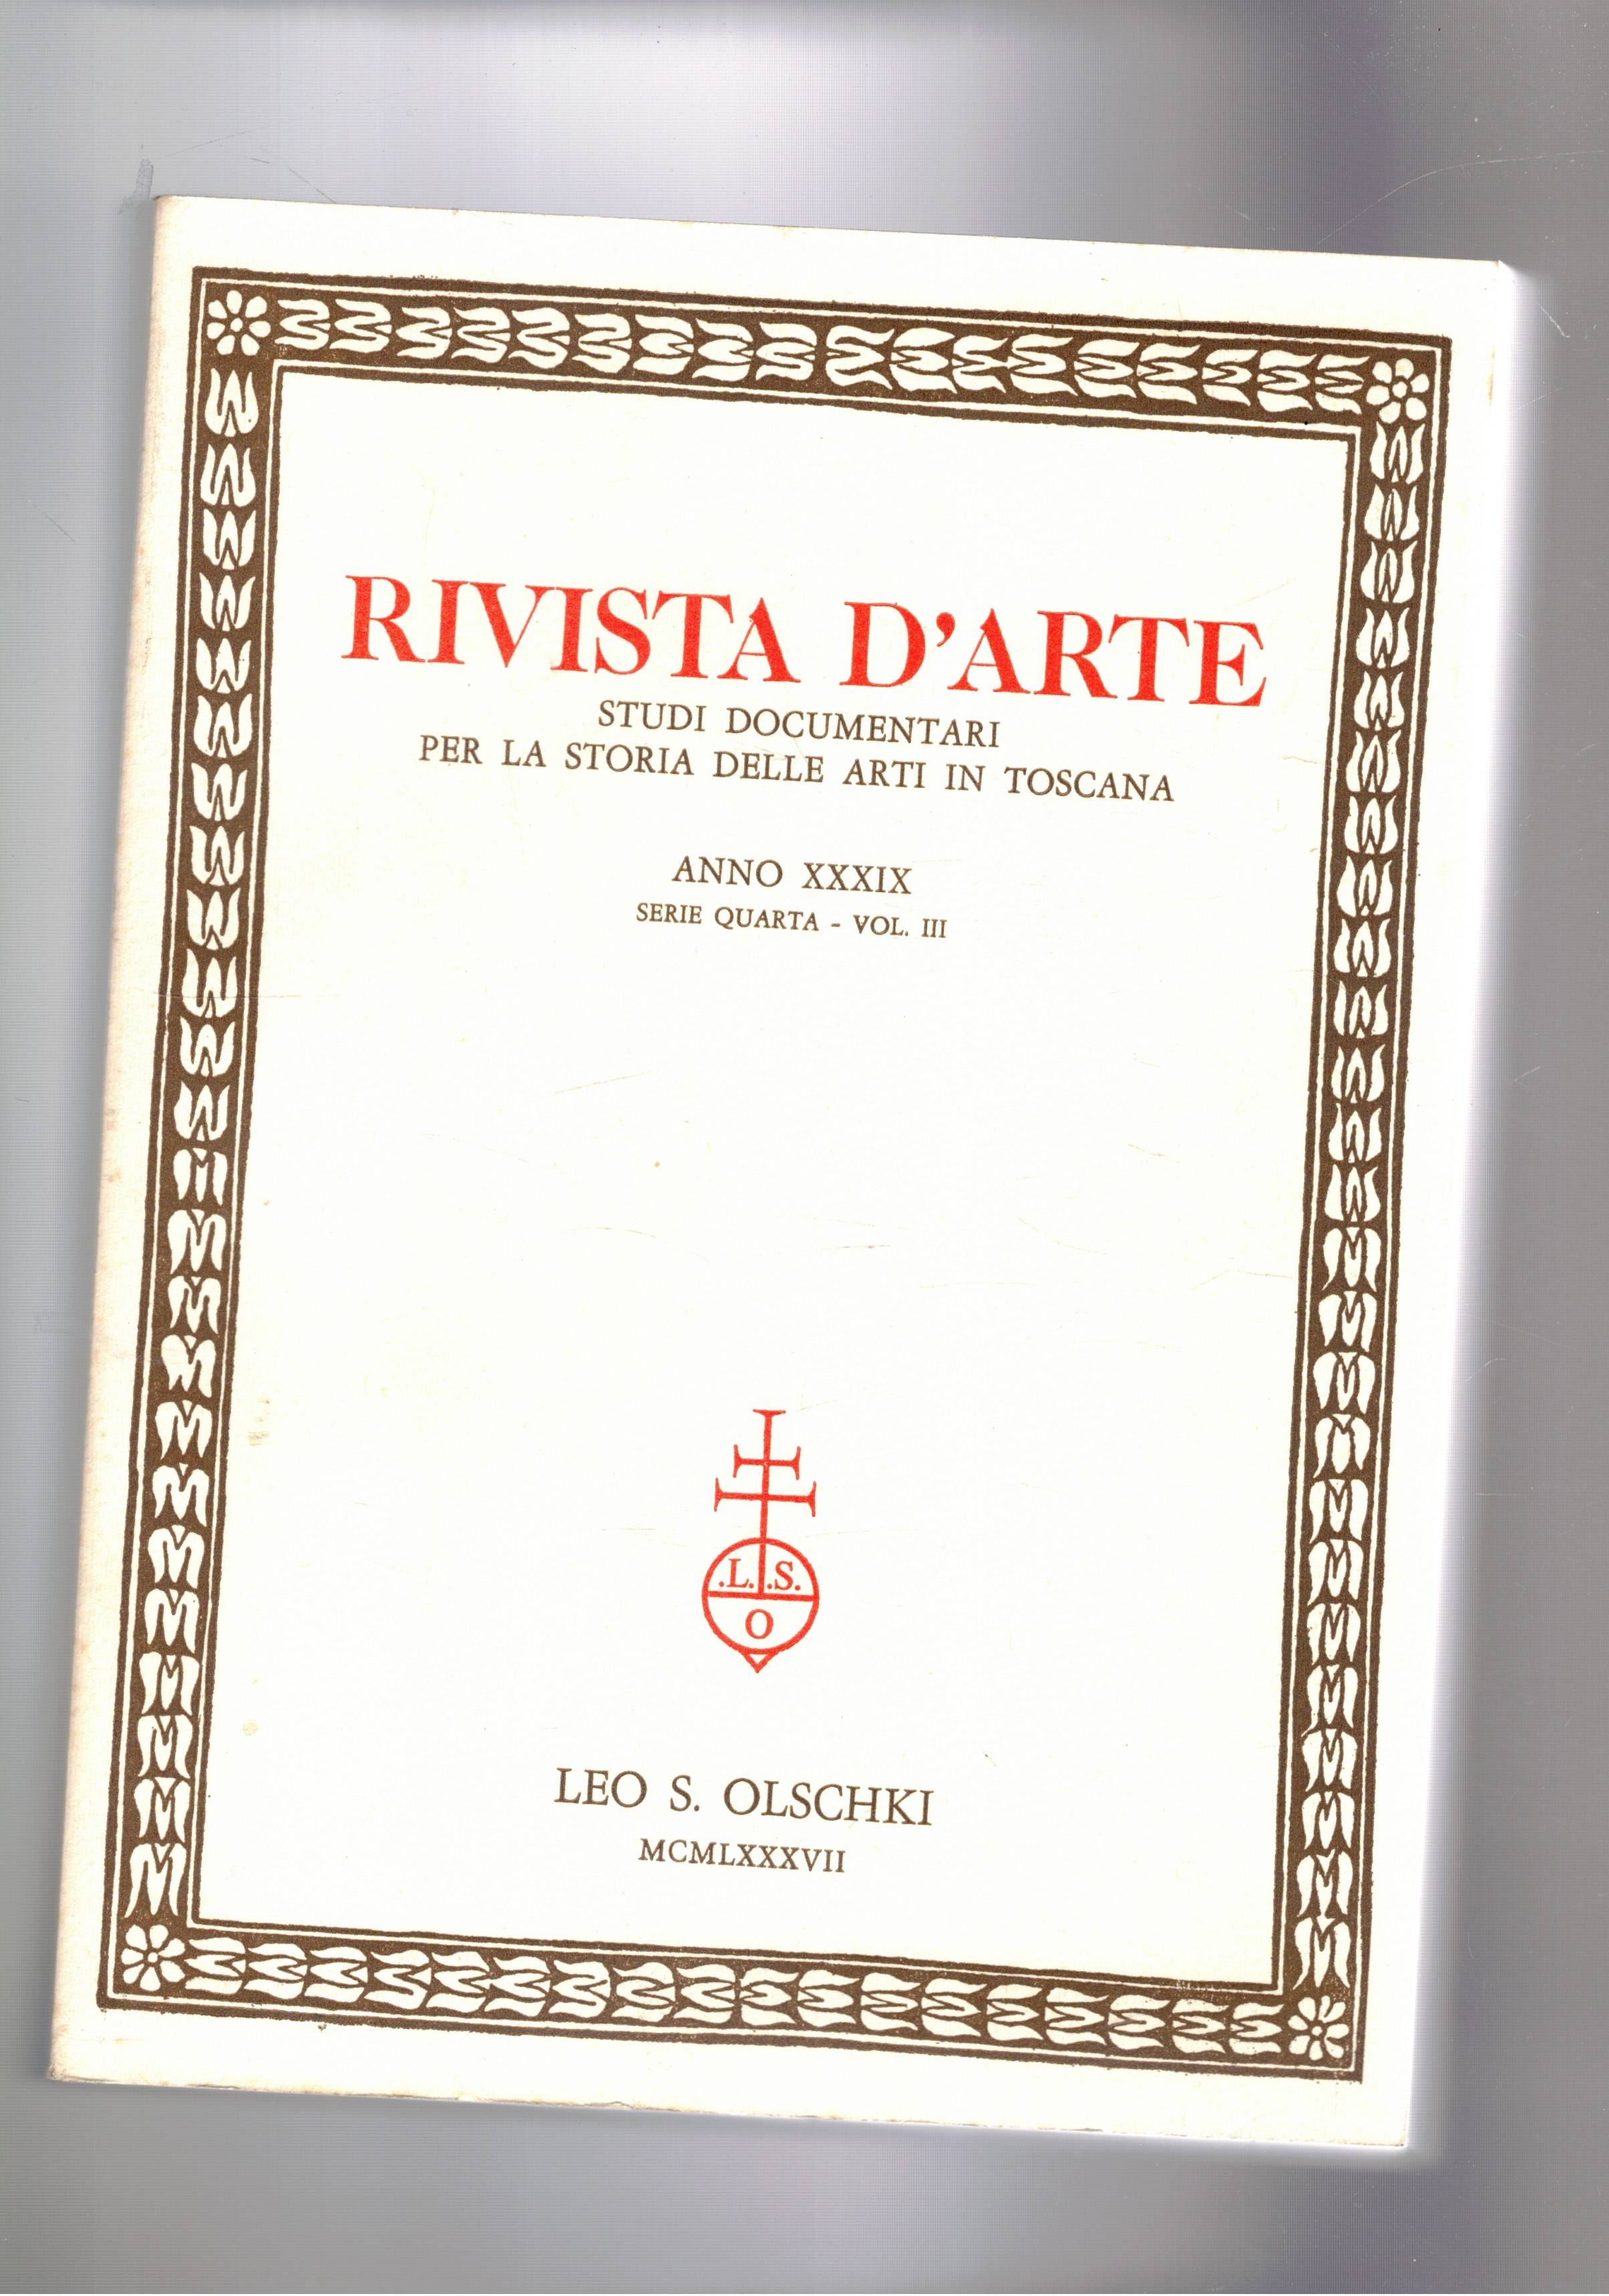 RIVISTA D'ARTE
STUDI DOCUMENTARI
PER LA STORIA DELLE ARTI IN TOSCANA
ANNO XXXIX
SERIE QUARTA - VOL. III
.L. .S.
O
LEO S. OLSCHKI
MCMLXXXVII